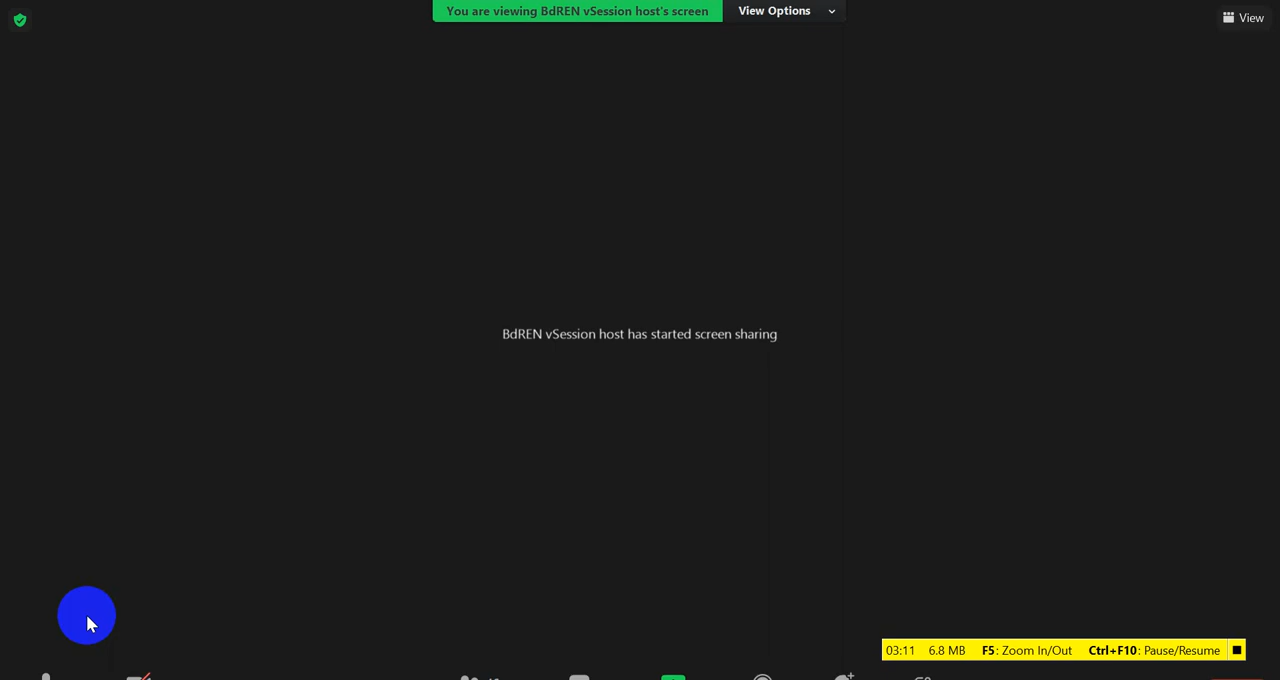 You are viewing BdREN vSession host's screen
View Options
View
BdREN vSession host has started screen sharing
03:11 6.8 MB F5: Zoom In/Out Ctrl+F10: Pause/Resume